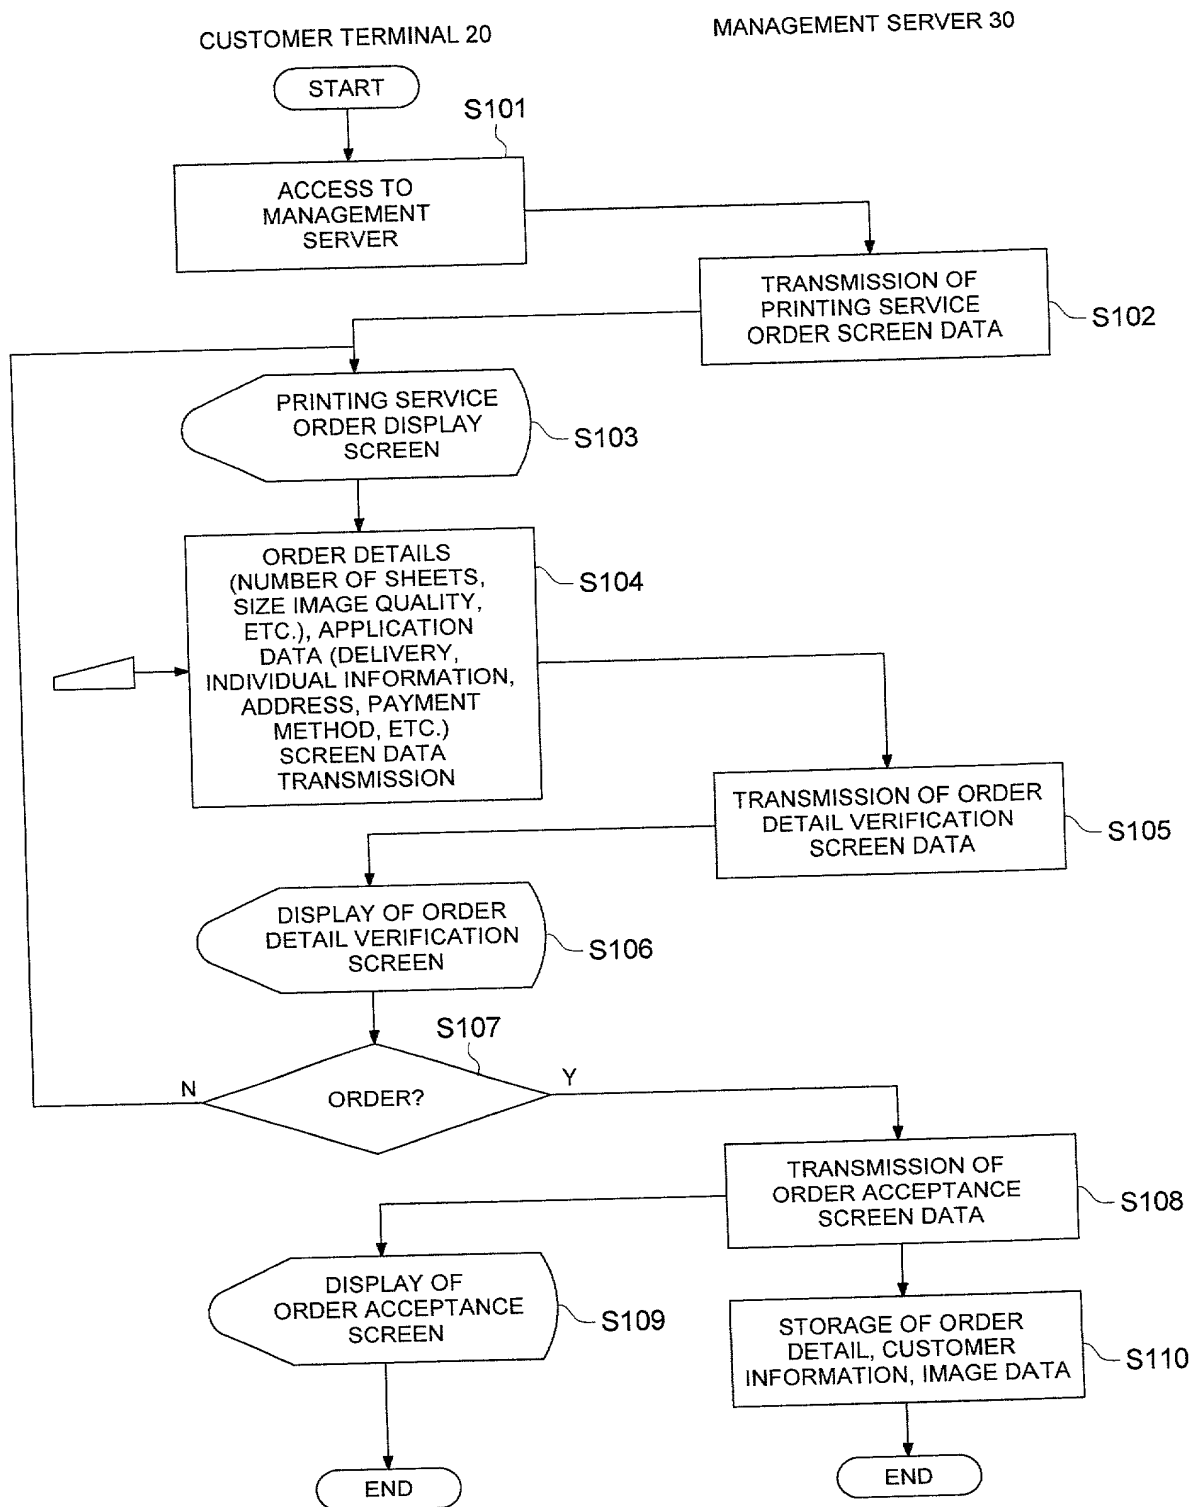 CUSTOMER TERMINAL 20
MANAGEMENT SERVER 30
START
S101
ACCESS TO
MANAGEMENT
SERVER
TRANSMISSION OF
PRINTING SERVICE
ORDER SCREEN DATA
S102
PRINTING SERVICE
ORDER DISPLAY
SCREEN
S103
ORDER DETAILS
(NUMBER OF SHEETS,
SIZE IMAGE QUALITY,
ETC.), APPLICATION
DATA (DELIVERY,
INDIVIDUAL INFORMATION,
ADDRESS, PAYMENT
METHOD, ETC.)
SCREEN DATA
TRANSMISSION
S104
TRANSMISSION OF ORDER
DETAIL VERIFICATION
SCREEN DATA
S105
DISPLAY OF ORDER
DETAIL VERIFICATION
SCREEN
S106
S107
N
ORDER?
Y
TRANSMISSION OF
ORDER ACCEPTANCE
SCREEN DATA
S108
DISPLAY OF
ORDER ACCEPTANCE
SCREEN
S109
STORAGE OF ORDER
DETAIL, CUSTOMER
INFORMATION, IMAGE DATA
S110
END
END